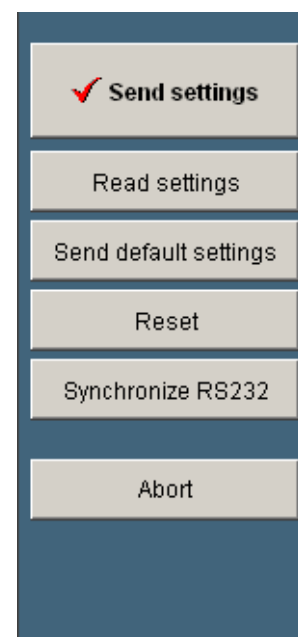 Send settings
Read settings
Send default settings
Reset
Synchronize RS232
Abort